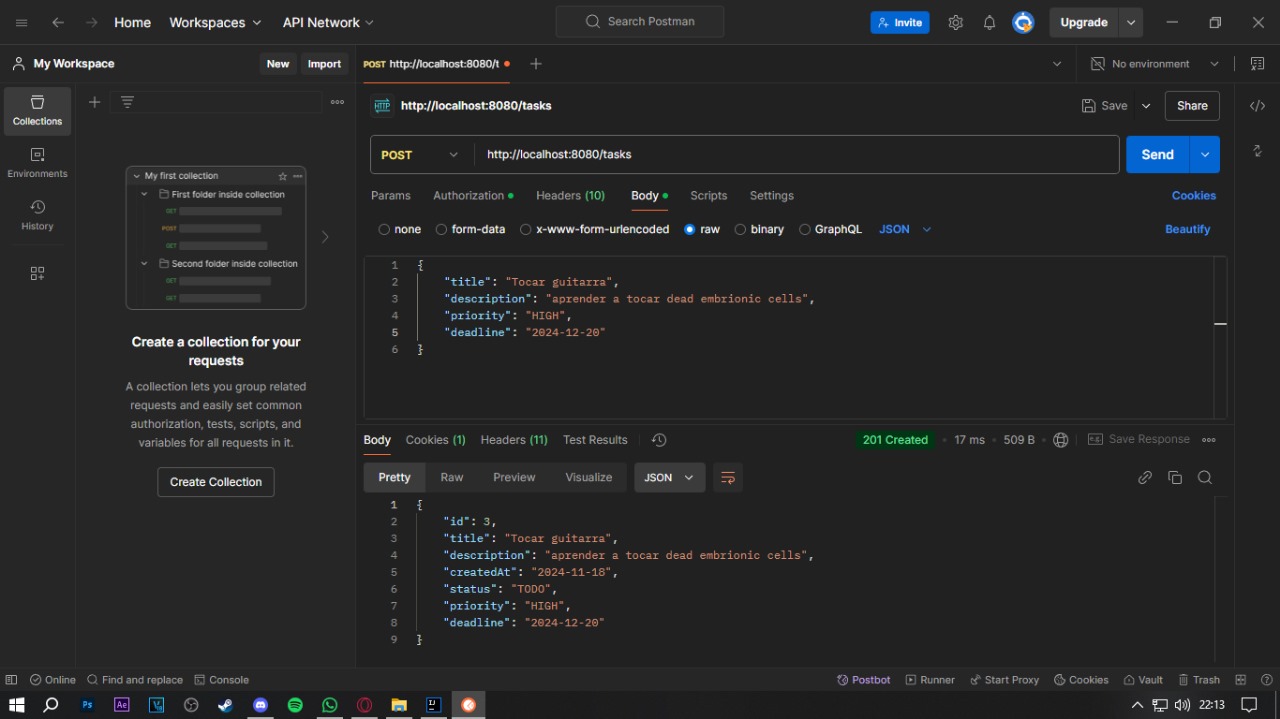 Home Workspaces API Network Search Postman Invite Upgrade
My Workspace New Import POST http://localhost:8080/t No environment
Collections
Environments
History
My first collection
First folder inside collection
GET
POST
GET
Second folder inside collection
GET
GET
Create a collection for your
requests
A collection lets you group related
requests and easily set common
authorization, tests, scripts, and
variables for all requests in it.
Create Collection
HTTP http://localhost:8080/tasks Save Share
POST http://localhost:8080/tasks Send
Params Authorization Headers (10) Body Scripts Settings Cookies
none form-data x-www-form-urlencoded raw binary GraphQL JSON Beautify
1 {
2 "title": "Tocar guitarra",
3 "description": "aprender a tocar dead embrionic cells",
4 "priority": "HIGH",
5 "deadline": "2024-12-20"
6 }
Body Cookies (1) Headers (11) Test Results 201 Created 17 ms 509 B e.g. Save Response
Pretty Raw Preview Visualize JSON
1 {
2 "id": 3,
3 "title": "Tocar guitarra",
4 "description": "aprender a tocar dead embrionic cells",
5 "createdAt": "2024-11-18",
6 "status": "TODO",
7 "priority": "HIGH",
8 "deadline": "2024-12-20"
9 }
Online Find and replace Console Postbot Runner Start Proxy Cookies Vault Trash
Ps Ae IJ 22:13